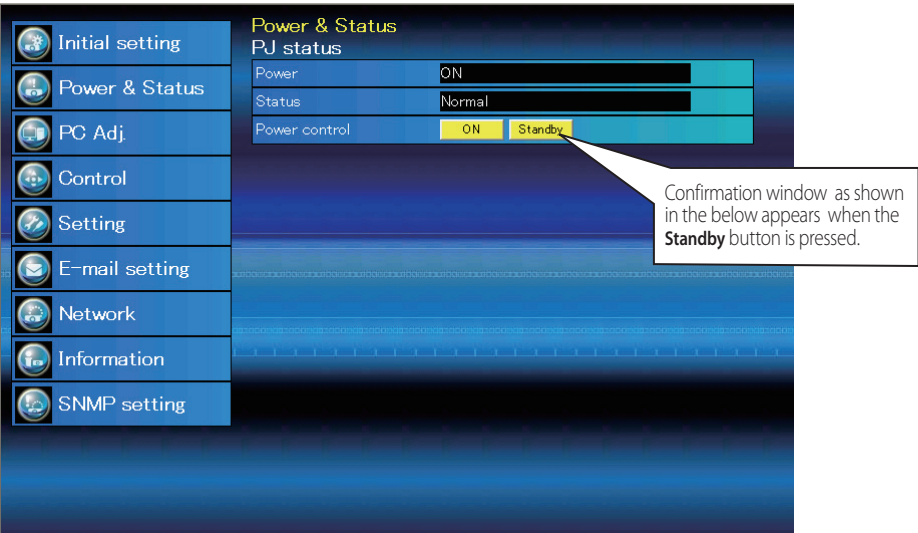 Initial setting
Power & Status
PC Adj.
Control
Setting
E-mail setting
Network
Information
SNMP setting
Power & Status
PJ status
Power ON
Status Normal
Power control ON Standby
Confirmation window as shown
in the below appears when the
Standby button is pressed.